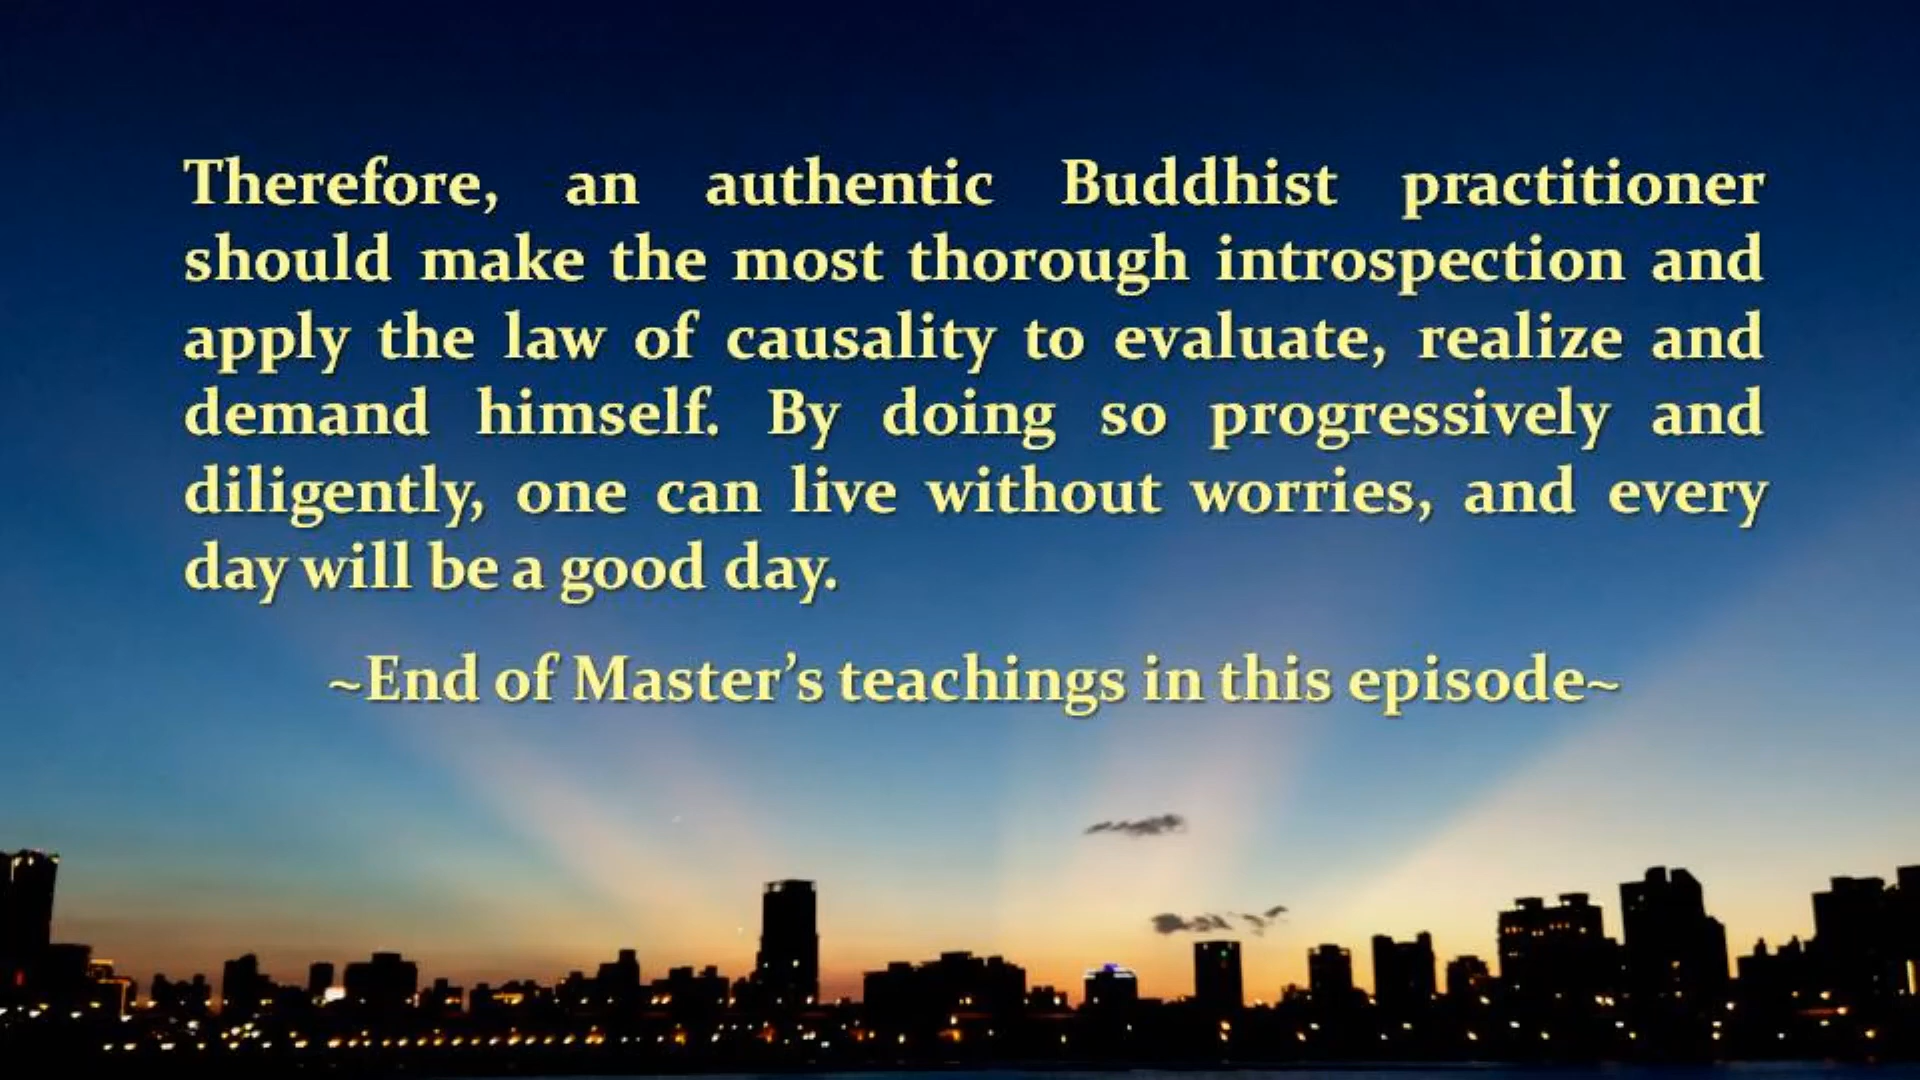 Therefore, an authentic Buddhist practitioner
should make the most thorough introspection and
apply the law of causality to evaluate, realize and
demand himself. By doing so progressively and
diligently, one can live without worries, and every
day will be a good day.
~End of Master’s teachings in this episode~